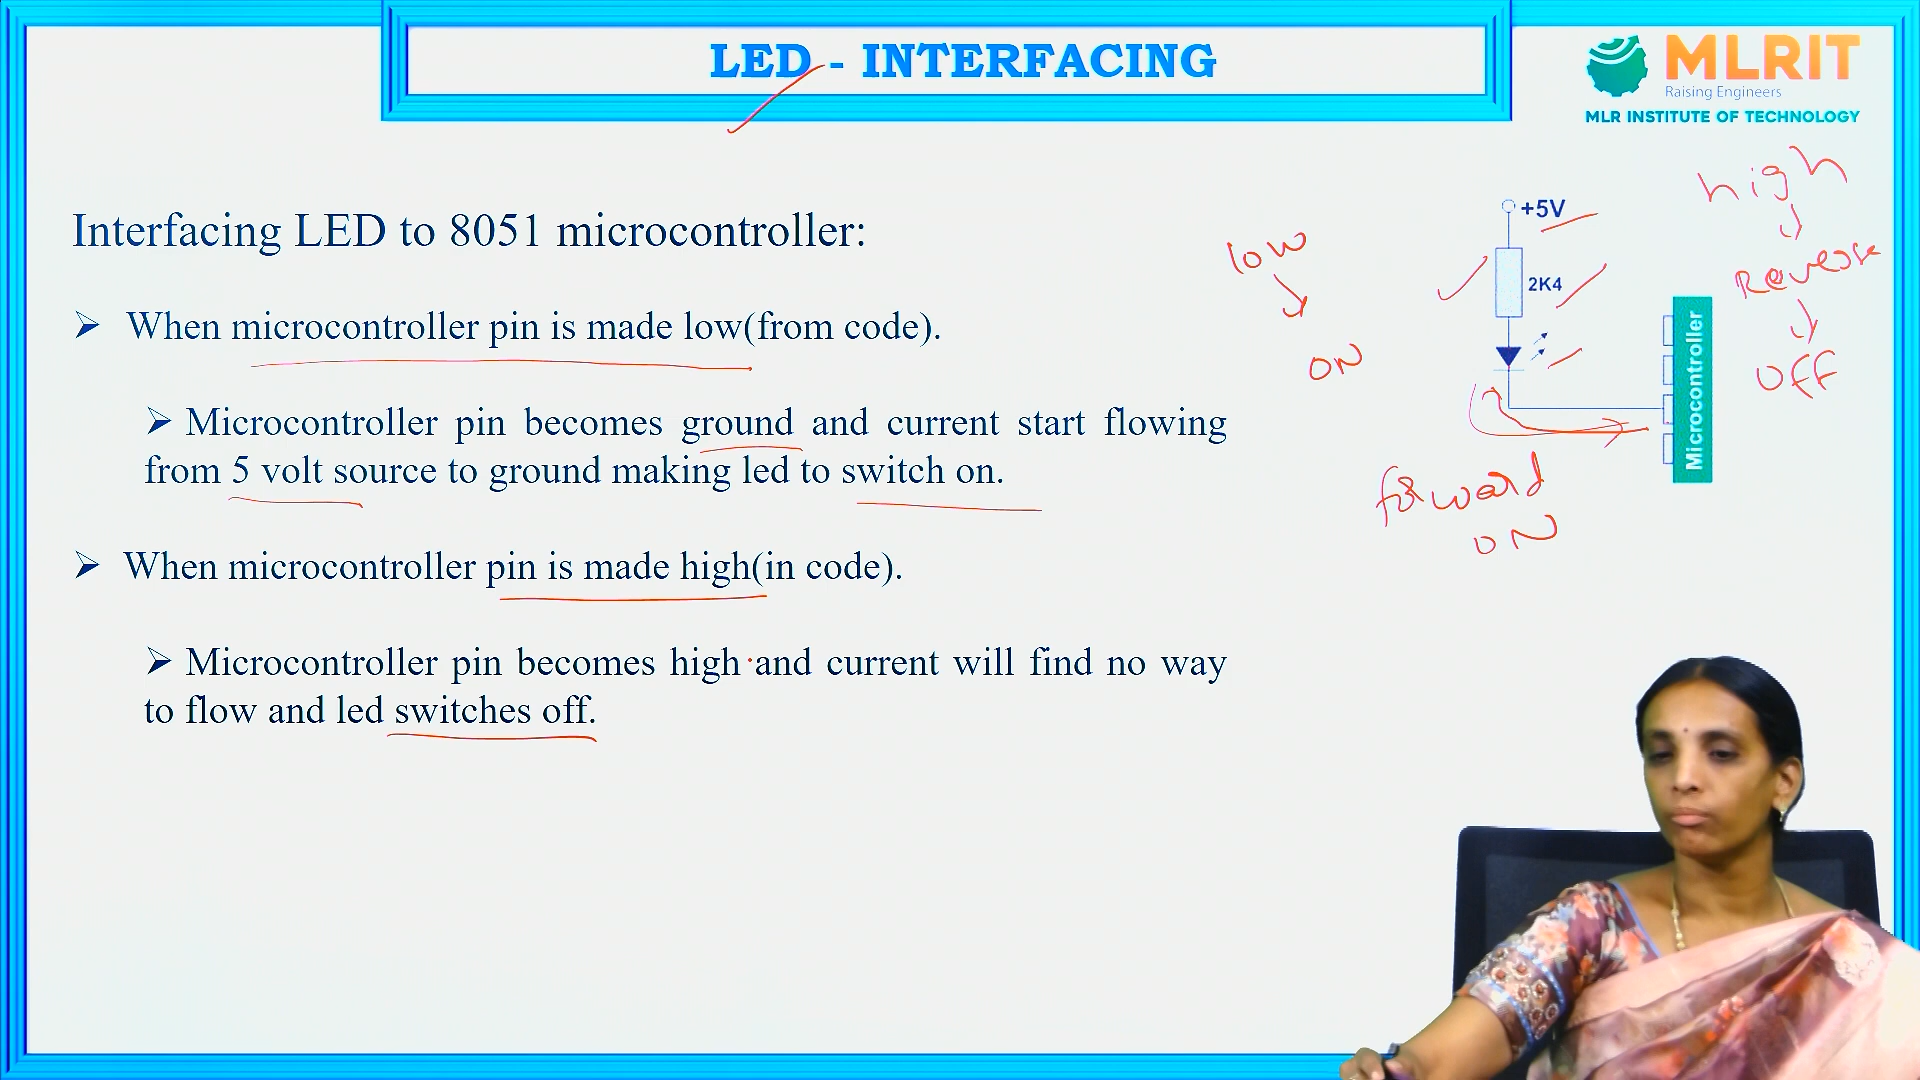 LED - INTERFACING
MLRIT
Raising Engineers
MLR INSTITUTE OF TECHNOLOGY
Interfacing LED to 8051 microcontroller:
➢ When microcontroller pin is made low(from code).
➢ Microcontroller pin becomes ground and current start flowing
from 5 volt source to ground making led to switch on.
➢ When microcontroller pin is made high(in code).
➢ Microcontroller pin becomes high and current will find no way
to flow and led switches off.
low
ON
+5V
2K4
Microcontroller
forward
ON
high
Reverse
OFF